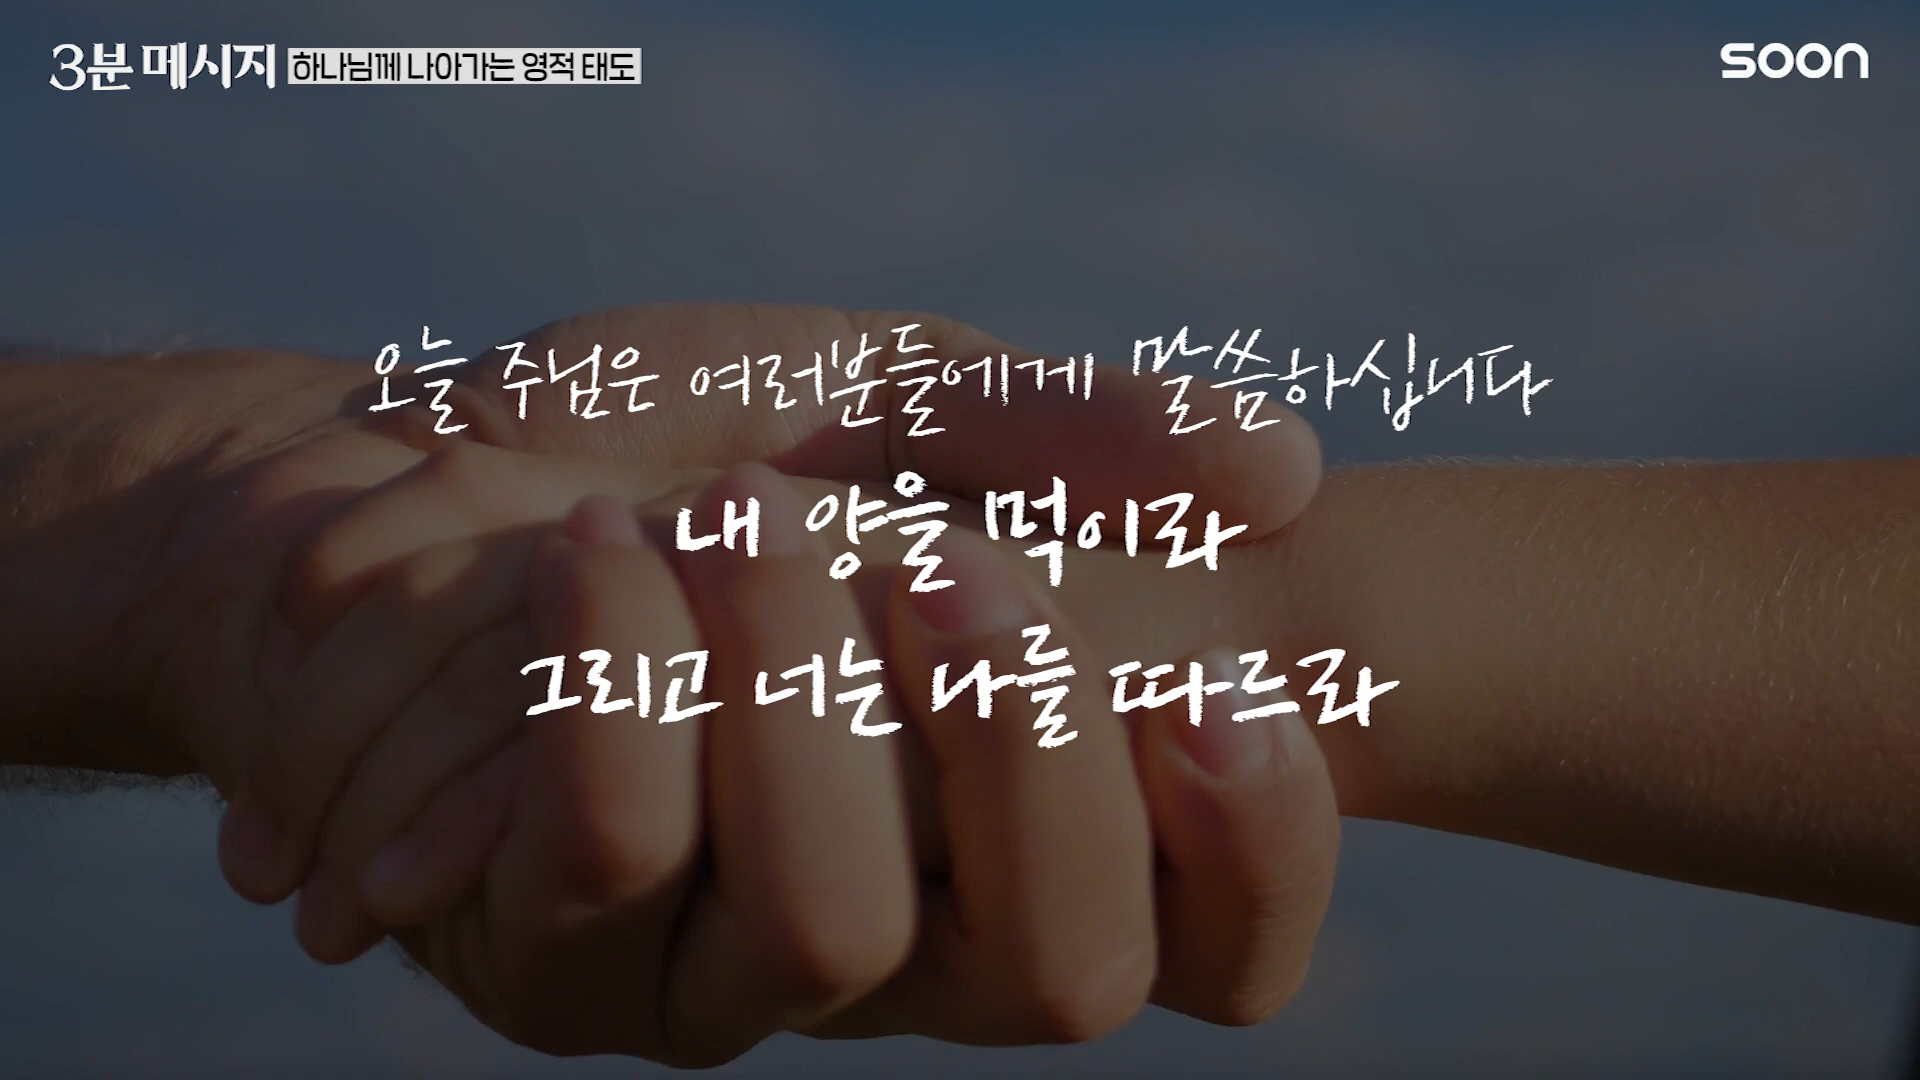 3분 메시지 하나님께 나아가는 영적 태도
soon
오늘 주님은 여러분들에게 말씀하십니다
내 양을 먹이라
그리고 너는 나를 따르라